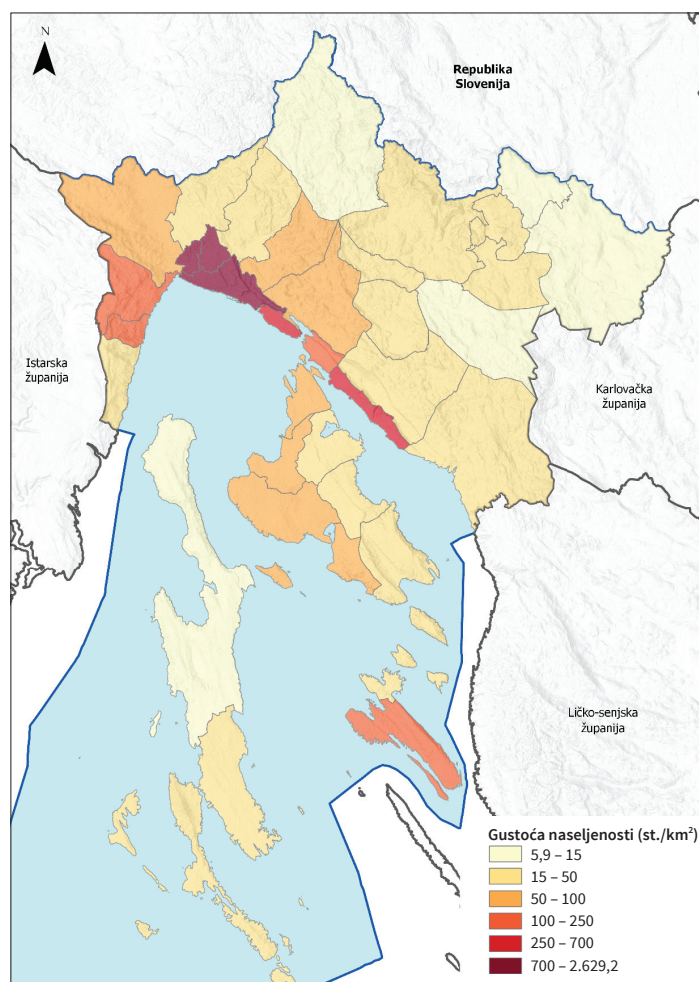 N
Republika
Slovenija
Istarska
županija
Karlovačka
županija
Ličko-senjska
županija
Gustoća naseljenosti (st./km²)
5,9 – 15
15 – 50
50 – 100
100 – 250
250 – 700
700 – 2.629,2